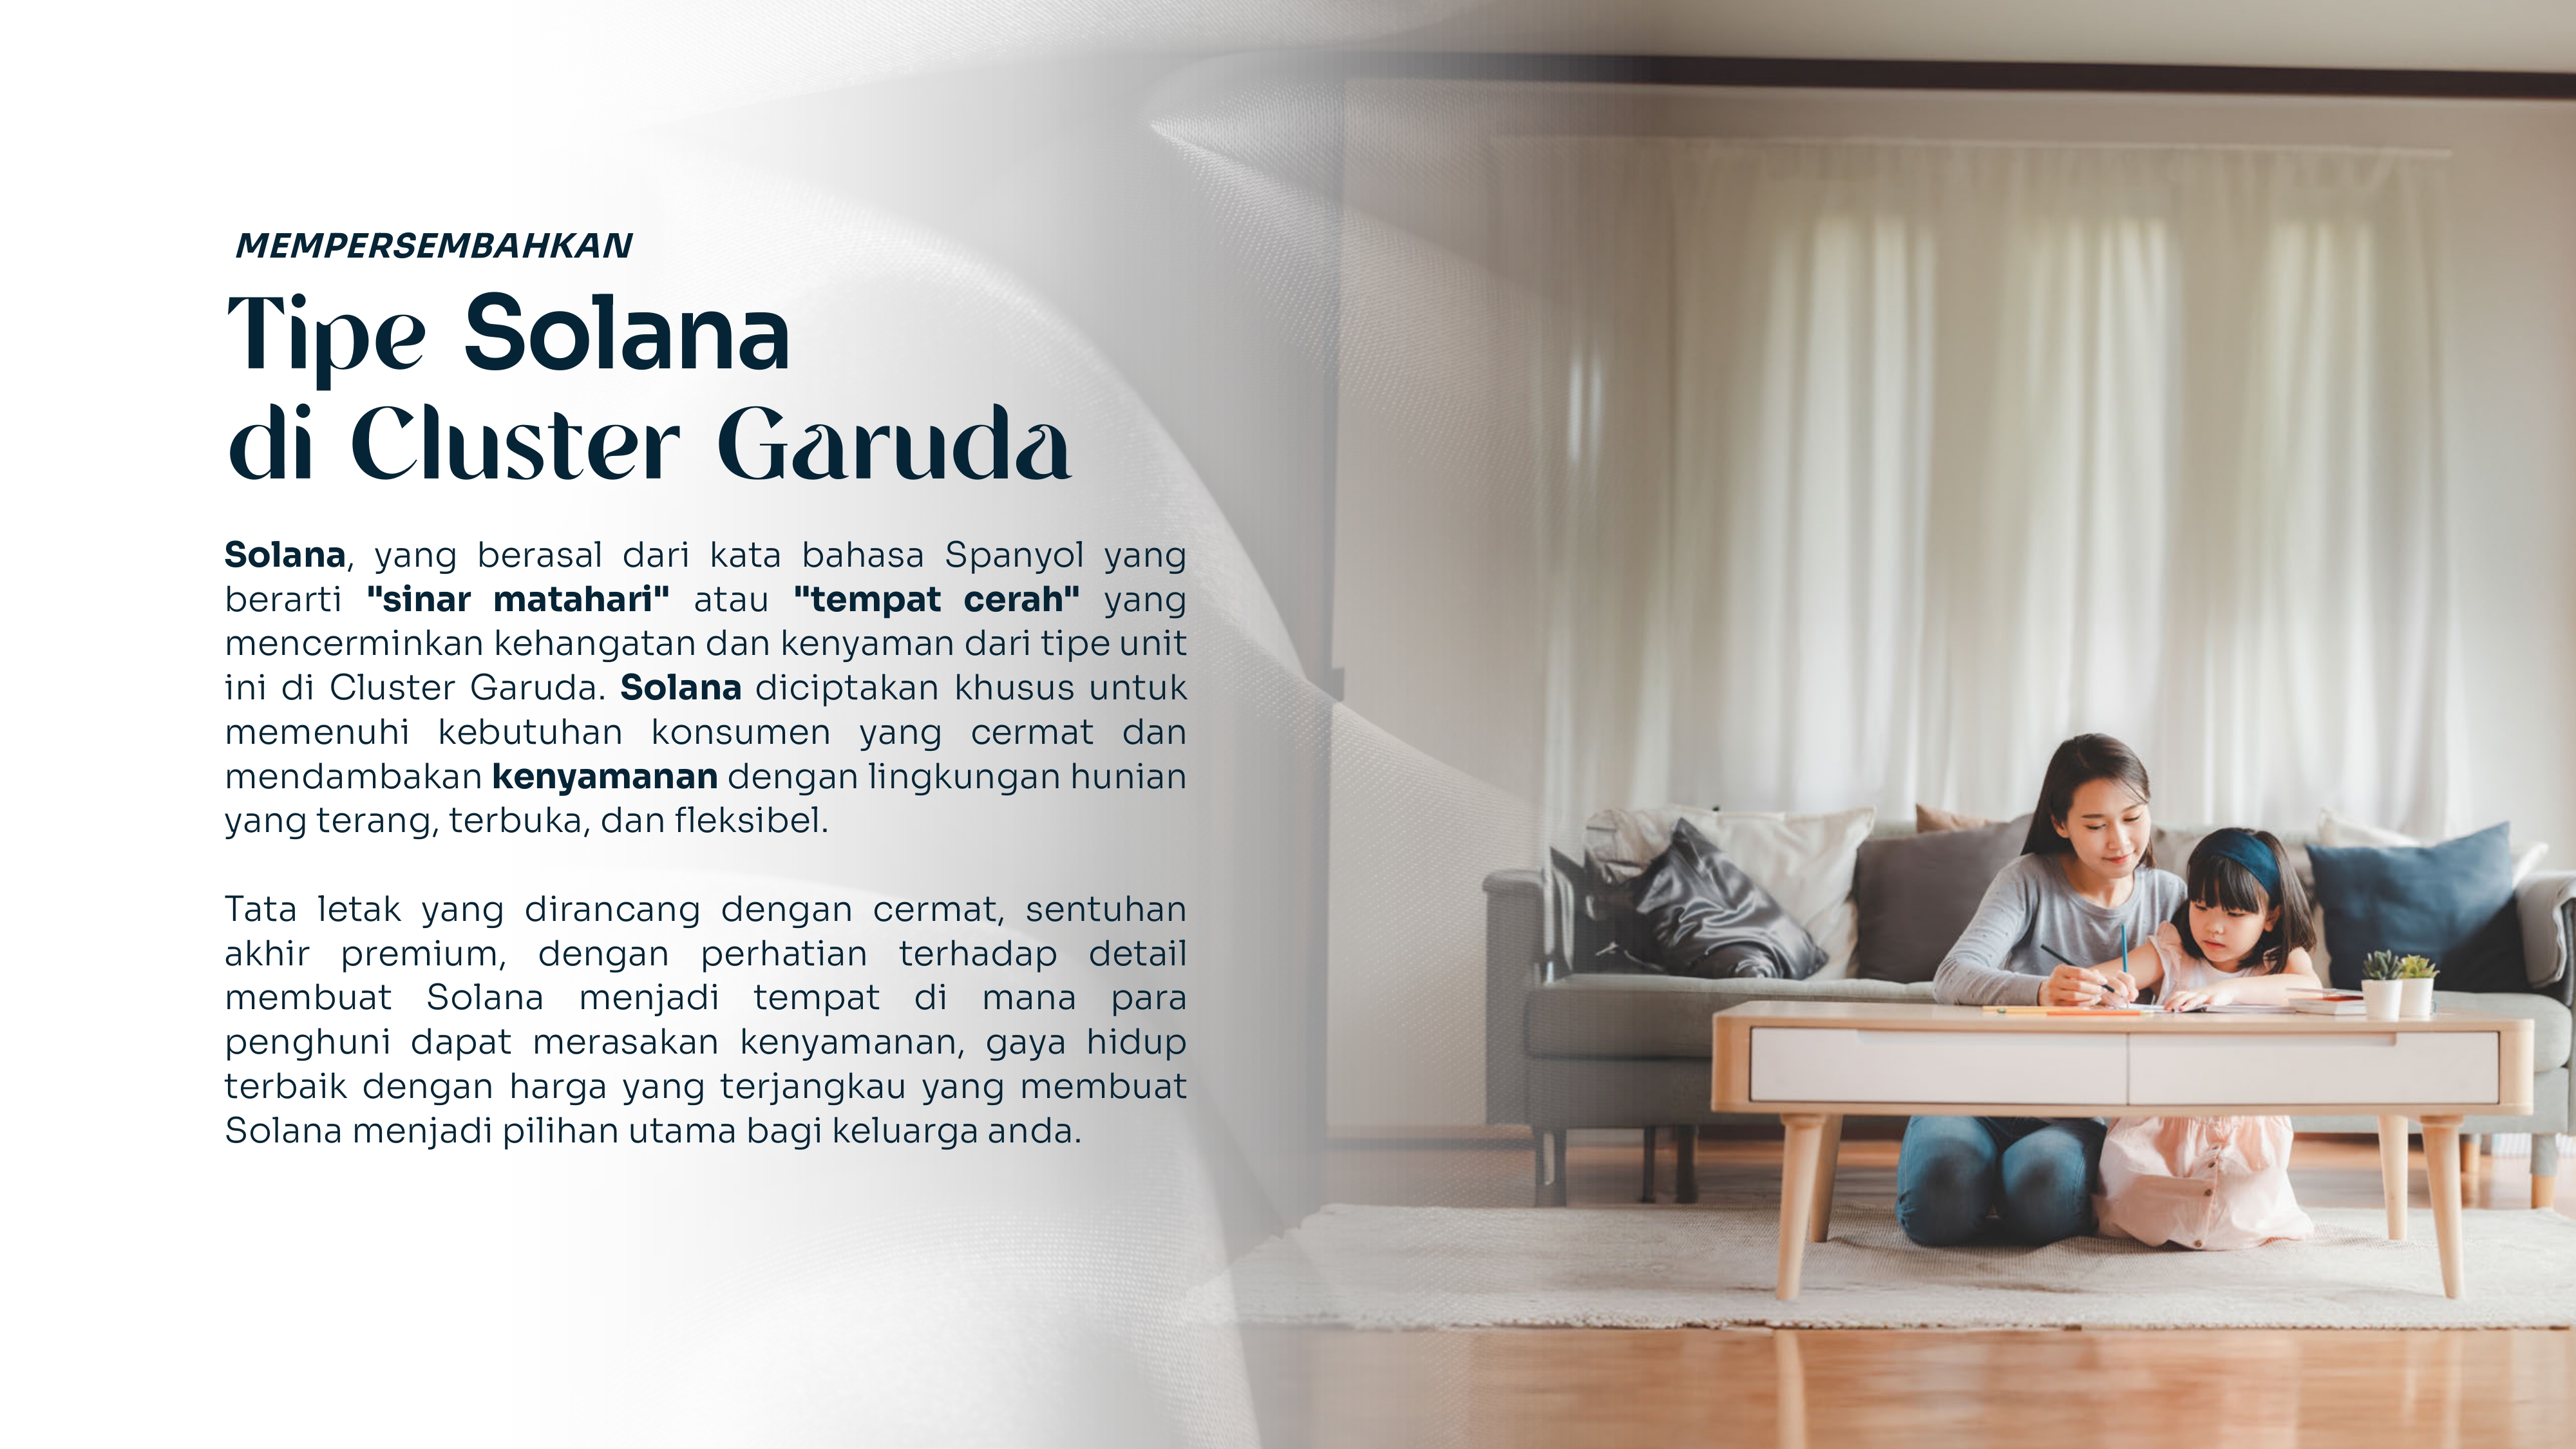 MEMPERSEMBAHKAN
Tipe Solana
di Cluster Garuda
Solana, yang berasal dari kata bahasa Spanyol yang
berarti "sinar matahari" atau "tempat cerah" yang
mencerminkan kehangatan dan kenyaman dari tipe unit
ini di Cluster Garuda. Solana diciptakan khusus untuk
memenuhi kebutuhan konsumen yang cermat dan
mendambakan kenyamanan dengan lingkungan hunian
yang terang, terbuka, dan fleksibel.
Tata letak yang dirancang dengan cermat, sentuhan
akhir premium, dengan perhatian terhadap detail
membuat Solana menjadi tempat di mana para
penghuni dapat merasakan kenyamanan, gaya hidup
terbaik dengan harga yang terjangkau yang membuat
Solana menjadi pilihan utama bagi keluarga anda.